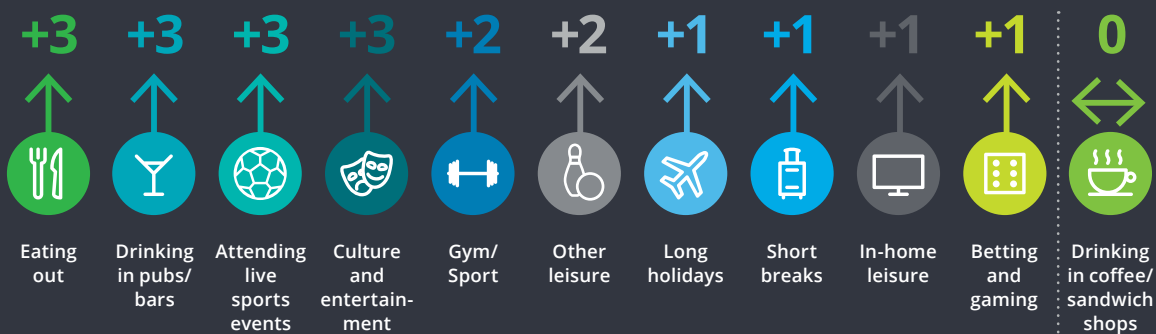 +3 +3 +3 +3 +2 +2 +1 +1 +1 +1 0
Eating
out
Drinking
in pubs/
bars
Attending
live
sports
events
Culture
and
entertain-
ment
Gym/
Sport
Other
leisure
Long
holidays
Short
breaks
In-home
leisure
Betting
and
gaming
Drinking
in coffee/
sandwich
shops